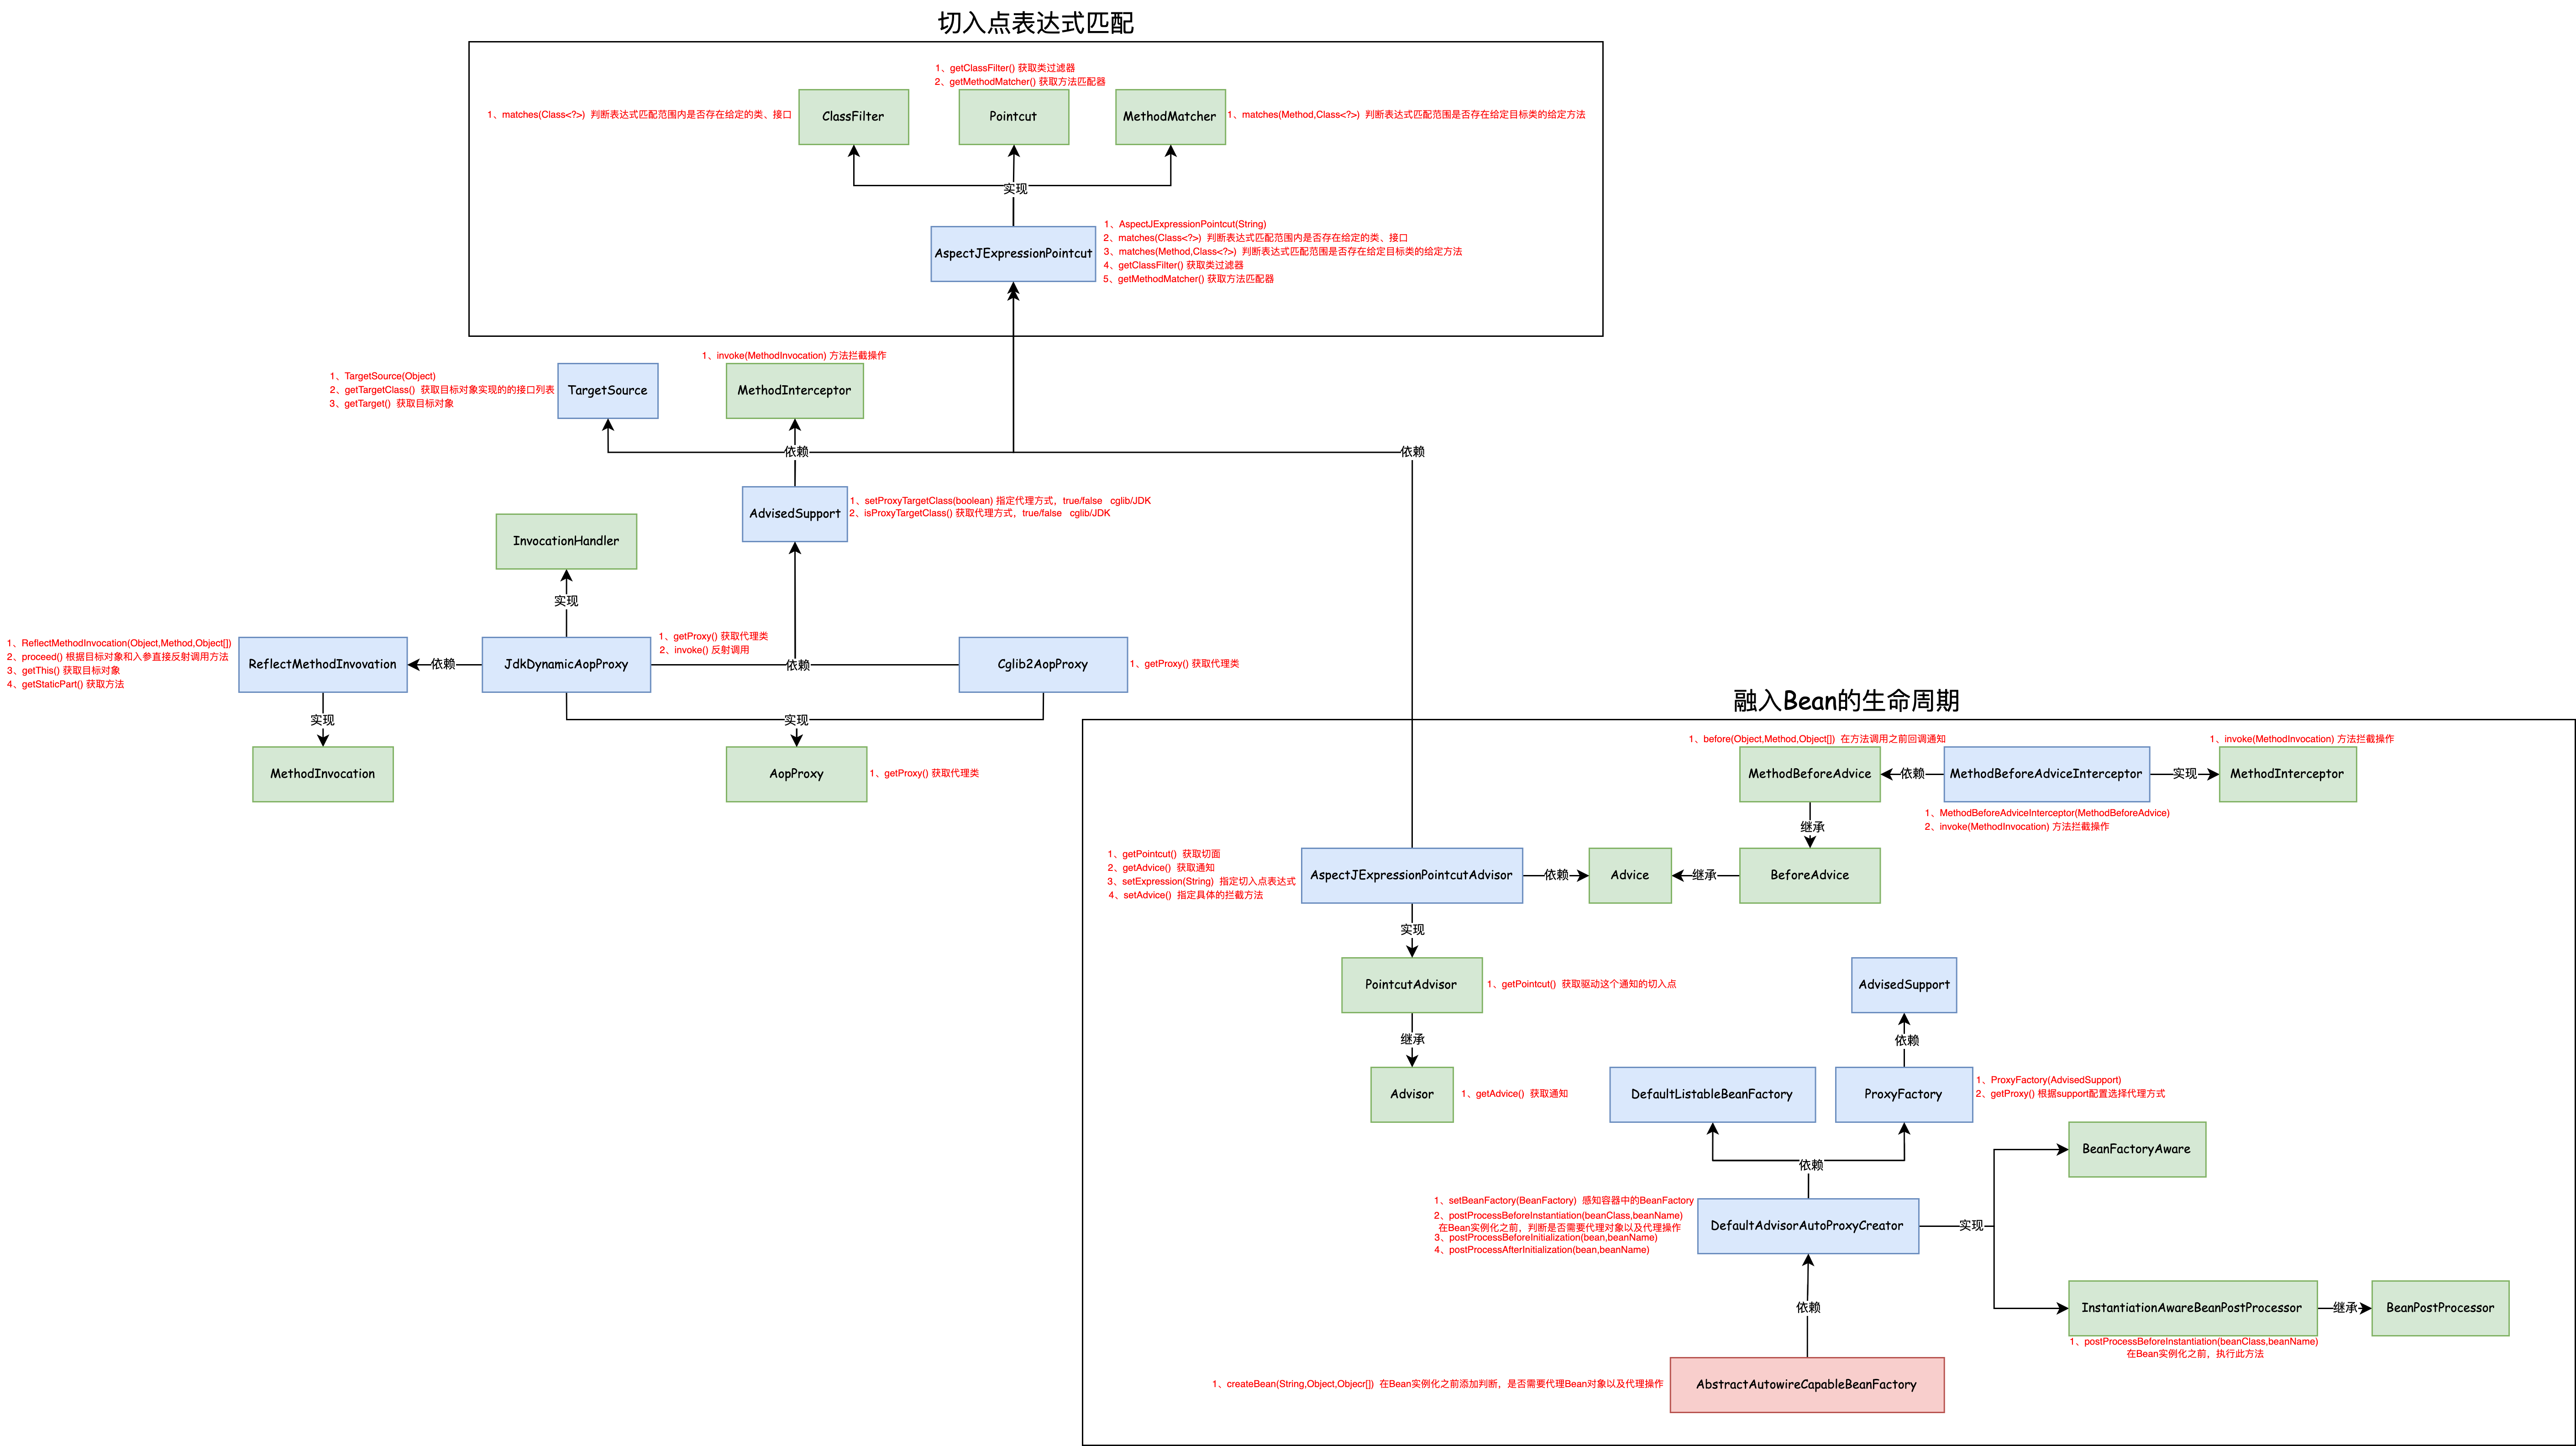 切入点表达式匹配
1、getClassFilter() 获取类过滤器
2、getMethodMatcher() 获取方法匹配器
1、matches(Class<?>) 判断表达式匹配范围内是否存在给定的类、接口
ClassFilter
Pointcut
MethodMatcher
1、matches(Method,Class<?>) 判断表达式匹配范围是否存在给定目标类的给定方法
实现
AspectJExpressionPointcut
1、AspectJExpressionPointcut(String)
2、matches(Class<?>) 判断表达式匹配范围内是否存在给定的类、接口
3、matches(Method,Class<?>) 判断表达式匹配范围是否存在给定目标类的给定方法
4、getClassFilter() 获取类过滤器
5、getMethodMatcher() 获取方法匹配器
1、invoke(MethodInvocation) 方法拦截操作
1、TargetSource(Object)
2、getTargetClass() 获取目标对象实现的的接口列表
3、getTarget() 获取目标对象
TargetSource
MethodInterceptor
依赖
依赖
AdvisedSupport
1、setProxyTargetClass(boolean) 指定代理方式，true/false cglib/JDK
2、isProxyTargetClass() 获取代理方式，true/false cglib/JDK
InvocationHandler
实现
1、ReflectMethodInvocation(Object,Method,Object[])
2、proceed() 根据目标对象和入参直接反射调用方法
3、getThis() 获取目标对象
4、getStaticPart() 获取方法
ReflectMethodInvovation
依赖
JdkDynamicAopProxy
1、getProxy() 获取代理类
2、invoke() 反射调用
依赖
Cglib2AopProxy
1、getProxy() 获取代理类
实现
实现
MethodInvocation
AopProxy
1、getProxy() 获取代理类
融入Bean的生命周期
1、before(Object,Method,Object[]) 在方法调用之前回调通知
1、invoke(MethodInvocation) 方法拦截操作
MethodBeforeAdvice
依赖
MethodBeforeAdviceInterceptor
实现
MethodInterceptor
1、MethodBeforeAdviceInterceptor(MethodBeforeAdvice)
2、invoke(MethodInvocation) 方法拦截操作
继承
1、getPointcut() 获取切面
2、getAdvice() 获取通知
3、setExpression(String) 指定切入点表达式
4、setAdvice() 指定具体的拦截方法
AspectJExpressionPointcutAdvisor
依赖
Advice
继承
BeforeAdvice
实现
PointcutAdvisor
1、getPointcut() 获取驱动这个通知的切入点
AdvisedSupport
继承
依赖
Advisor
1、getAdvice() 获取通知
DefaultListableBeanFactory
ProxyFactory
1、ProxyFactory(AdvisedSupport)
2、getProxy() 根据support配置选择代理方式
BeanFactoryAware
依赖
1、setBeanFactory(BeanFactory) 感知容器中的BeanFactory
2、postProcessBeforeInstantiation(beanClass,beanName)
在Bean实例化之前，判断是否需要代理对象以及代理操作
3、postProcessBeforeInitialization(bean,beanName)
4、postProcessAfterInitialization(bean,beanName)
DefaultAdvisorAutoProxyCreator
实现
依赖
InstantiationAwareBeanPostProcessor
继承
BeanPostProcessor
1、postProcessBeforeInstantiation(beanClass,beanName)
在Bean实例化之前，执行此方法
1、createBean(String,Object,Objecr[]) 在Bean实例化之前添加判断，是否需要代理Bean对象以及代理操作
AbstractAutowireCapableBeanFactory